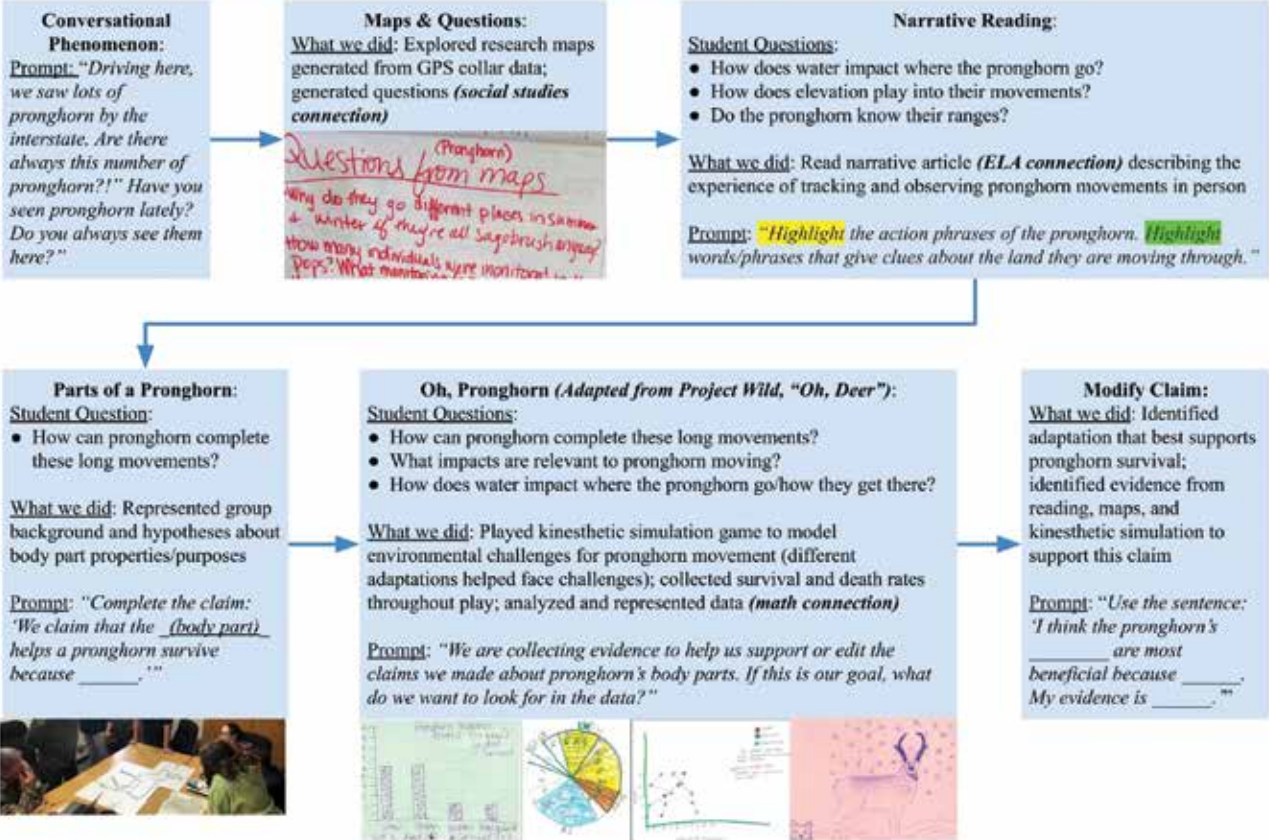 Conversational
Phenomenon:
Prompt: “Driving here,
we saw lots of
pronghorn by the
interstate. Are there
always this number of
pronghorn?!” Have you
seen pronghorn lately?
Do you always see them
here?”
Maps & Questions:
What we did: Explored research maps
generated from GPS collar data;
generated questions (social studies
connection)
(Pronghorn)
Questions from maps
Why do they go different places in summer
+ winter if they're all sagebrush anyway?
How many individuals were monitored
Pops? What
Narrative Reading:
Student Questions:
● How does water impact where the pronghorn go?
● How does elevation play into their movements?
● Do the pronghorn know their ranges?
What we did: Read narrative article (ELA connection) describing the
experience of tracking and observing pronghorn movements in person
Prompt: “Highlight the action phrases of the pronghorn. Highlight
words/phrases that give clues about the land they are moving through.”
Parts of a Pronghorn:
Student Question:
● How can pronghorn complete
these long movements?
What we did: Represented group
background and hypotheses about
body part properties/purposes
Prompt: “Complete the claim:
‘We claim that the _(body part)_
helps a pronghorn survive
because ______.’”
Oh, Pronghorn (Adapted from Project Wild, “Oh, Deer”):
Student Questions:
● How can pronghorn complete these long movements?
● What impacts are relevant to pronghorn moving?
● How does water impact where the pronghorn go/how they get there?
What we did: Played kinesthetic simulation game to model
environmental challenges for pronghorn movement (different
adaptations helped face challenges); collected survival and death rates
throughout play; analyzed and represented data (math connection)
Prompt: “We are collecting evidence to help us support or edit the
claims we made about pronghorn’s body parts. If this is our goal, what
do we want to look for in the data?”
Modify Claim:
What we did: Identified
adaptation that best supports
pronghorn survival;
identified evidence from
reading, maps, and
kinesthetic simulation to
support this claim
Prompt: “Use the sentence:
‘I think the pronghorn’s
________ are most
beneficial because ______.
My evidence is ______.’”